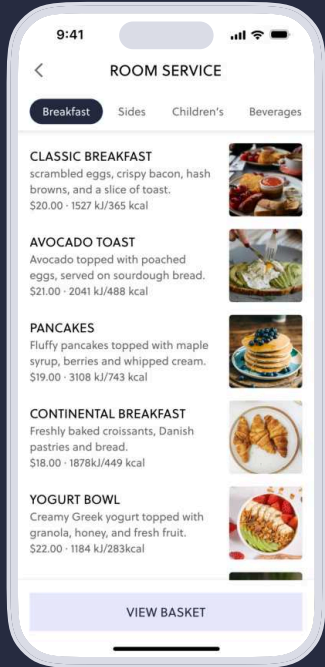 9:41
ROOM SERVICE
Breakfast Sides Children's Beverages
CLASSIC BREAKFAST
scrambled eggs, crispy bacon, hash
browns, and a slice of toast.
$20.00 · 1527 kJ/365 kcal
AVOCADO TOAST
Avocado topped with poached
eggs, served on sourdough bread.
$21.00 · 2041 kJ/488 kcal
PANCAKES
Fluffy pancakes topped with maple
syrup, berries and whipped cream.
$19.00 · 3108 kJ/743 kcal
CONTINENTAL BREAKFAST
Freshly baked croissants, Danish
pastries and bread.
$18.00 · 1878kJ/449 kcal
YOGURT BOWL
Creamy Greek yogurt topped with
granola, honey, and fresh fruit.
$22.00 · 1184 kJ/283kcal
VIEW BASKET